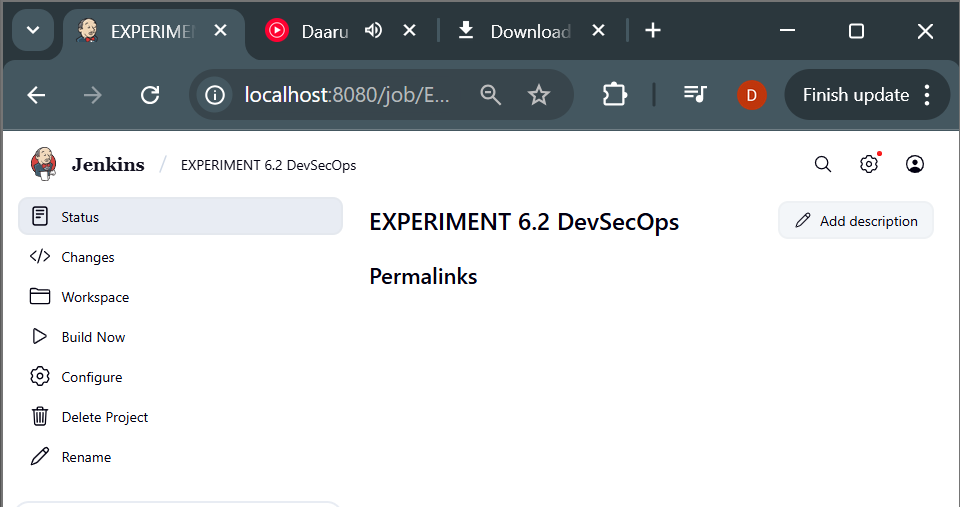 EXPERIME
Daaru
Download
localhost:8080/job/E...
D
Finish update
Jenkins / EXPERIMENT 6.2 DevSecOps
Status
Changes
Workspace
Build Now
Configure
Delete Project
Rename
EXPERIMENT 6.2 DevSecOps
Add description
Permalinks